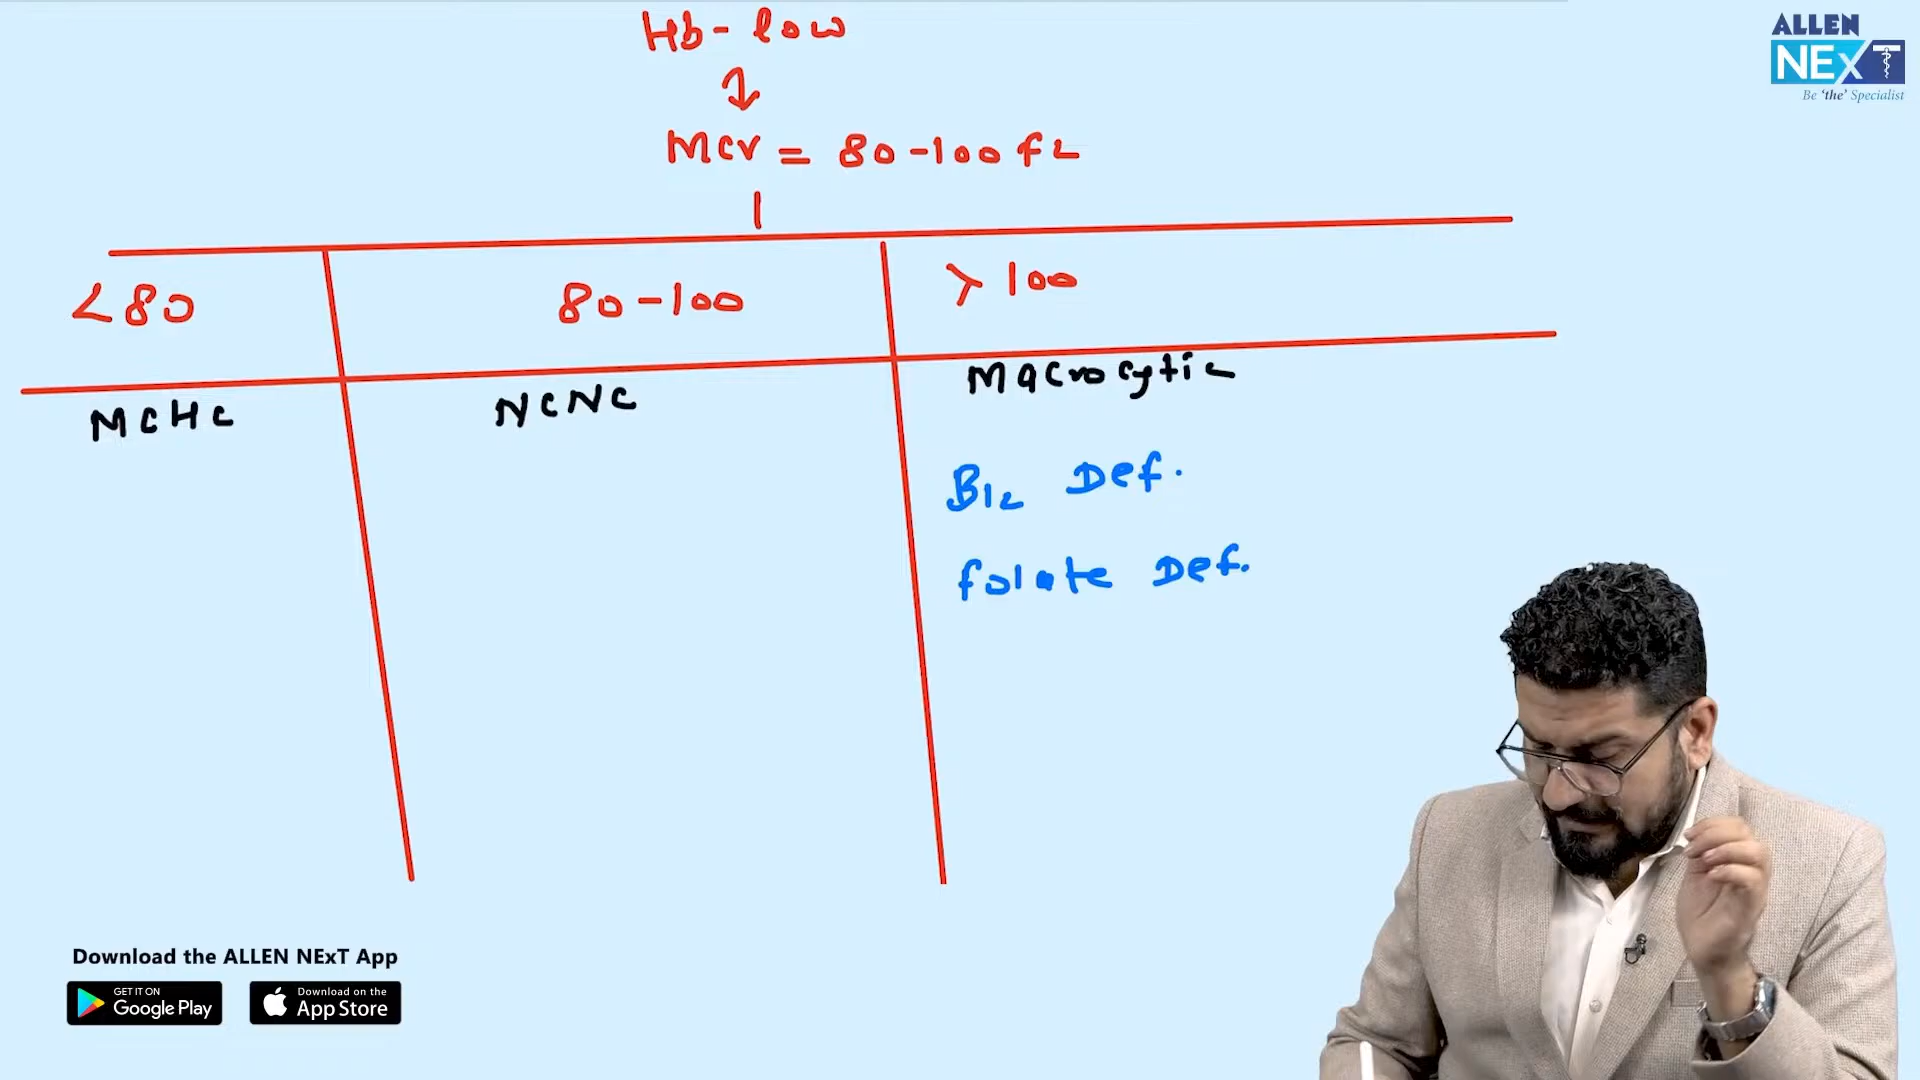 Hb - low
MCV = 80-100 fL
<80
80-100
> 100
MCHC
NCNC
Macrocytic
B12 Def.
folate Def.
ALLEN
NExT
Be 'the' Specialist
Download the ALLEN NExT App
GET IT ON
Google Play
Download on the
App Store